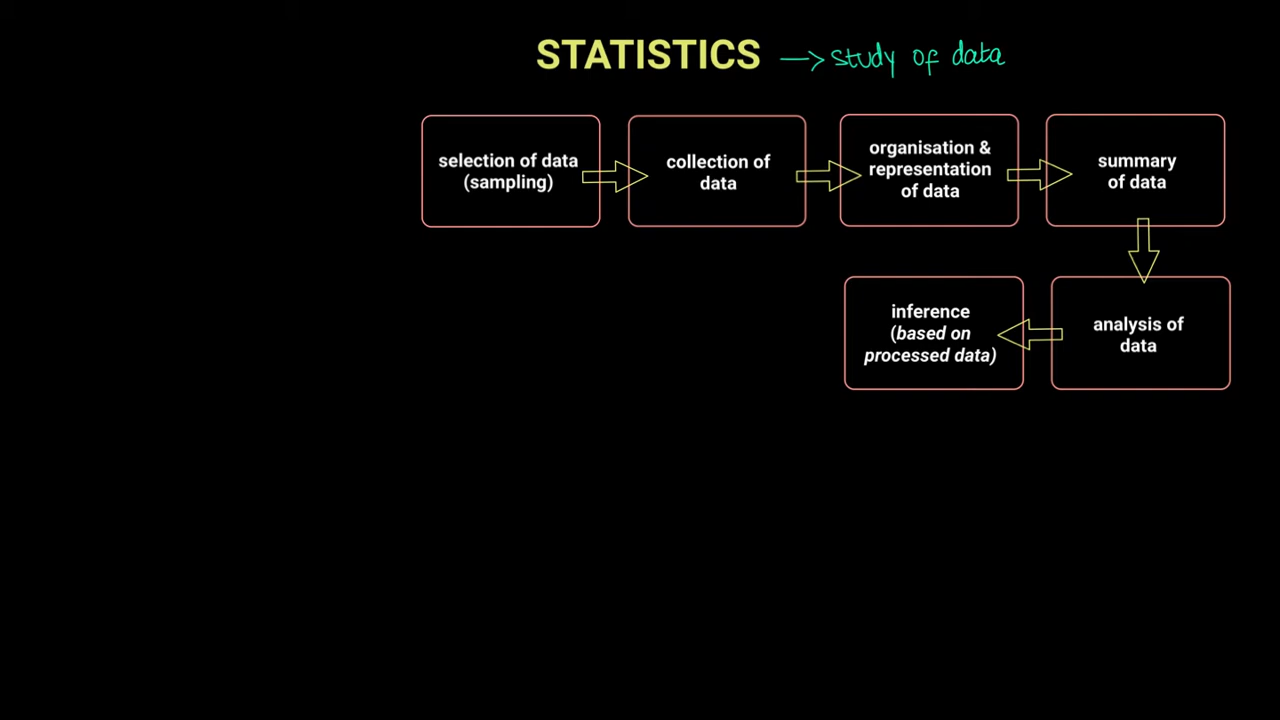 STATISTICS —> study of data
selection of data
(sampling)
collection of
data
organisation &
representation
of data
summary
of data
inference
(based on
processed data)
analysis of
data